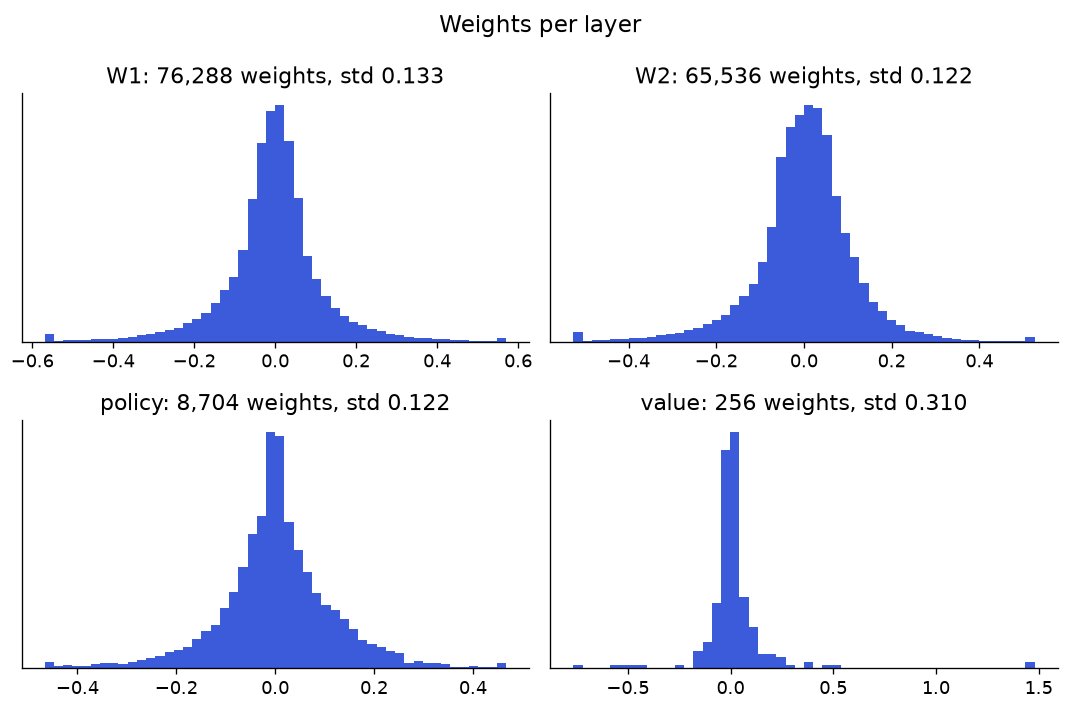 Weights per layer
W1: 76,288 weights, std 0.133
W2: 65,536 weights, std 0.122
−0.6 −0.4 −0.2 0.0 0.2 0.4 0.6
−0.4 −0.2 0.0 0.2 0.4
policy: 8,704 weights, std 0.122
value: 256 weights, std 0.310
−0.4 −0.2 0.0 0.2 0.4
−0.5 0.0 0.5 1.0 1.5